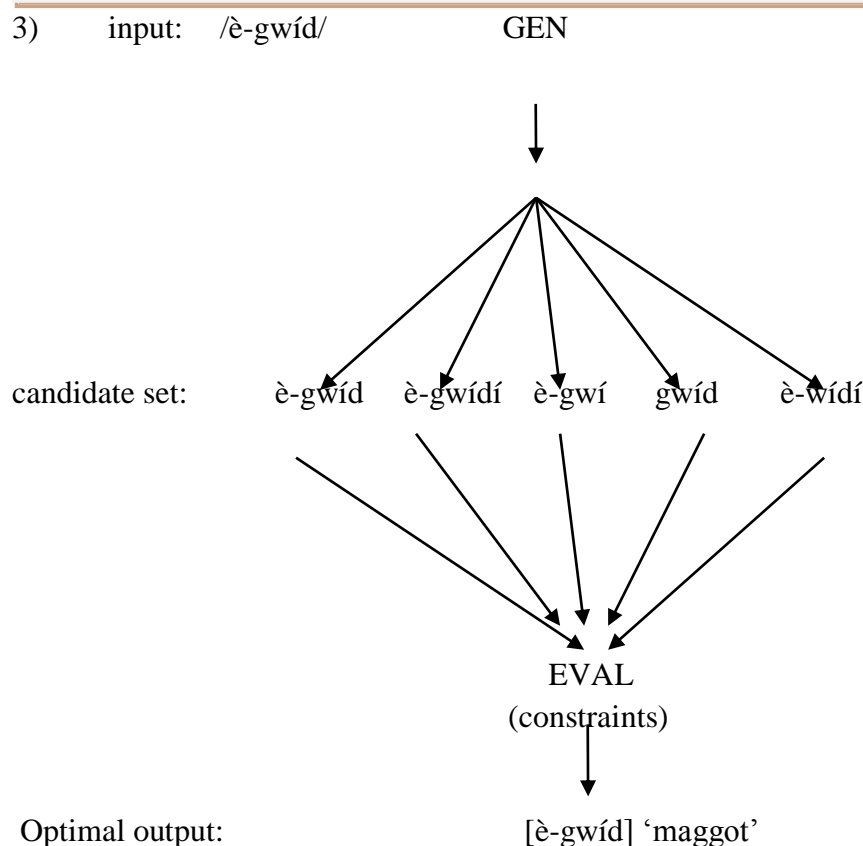 3) input: /è-gwíd/ GEN
candidate set: è-gwíd è-gwídí è-gwí gwíd è-wídí
EVAL
(constraints)
Optimal output: [è-gwíd] ‘maggot’